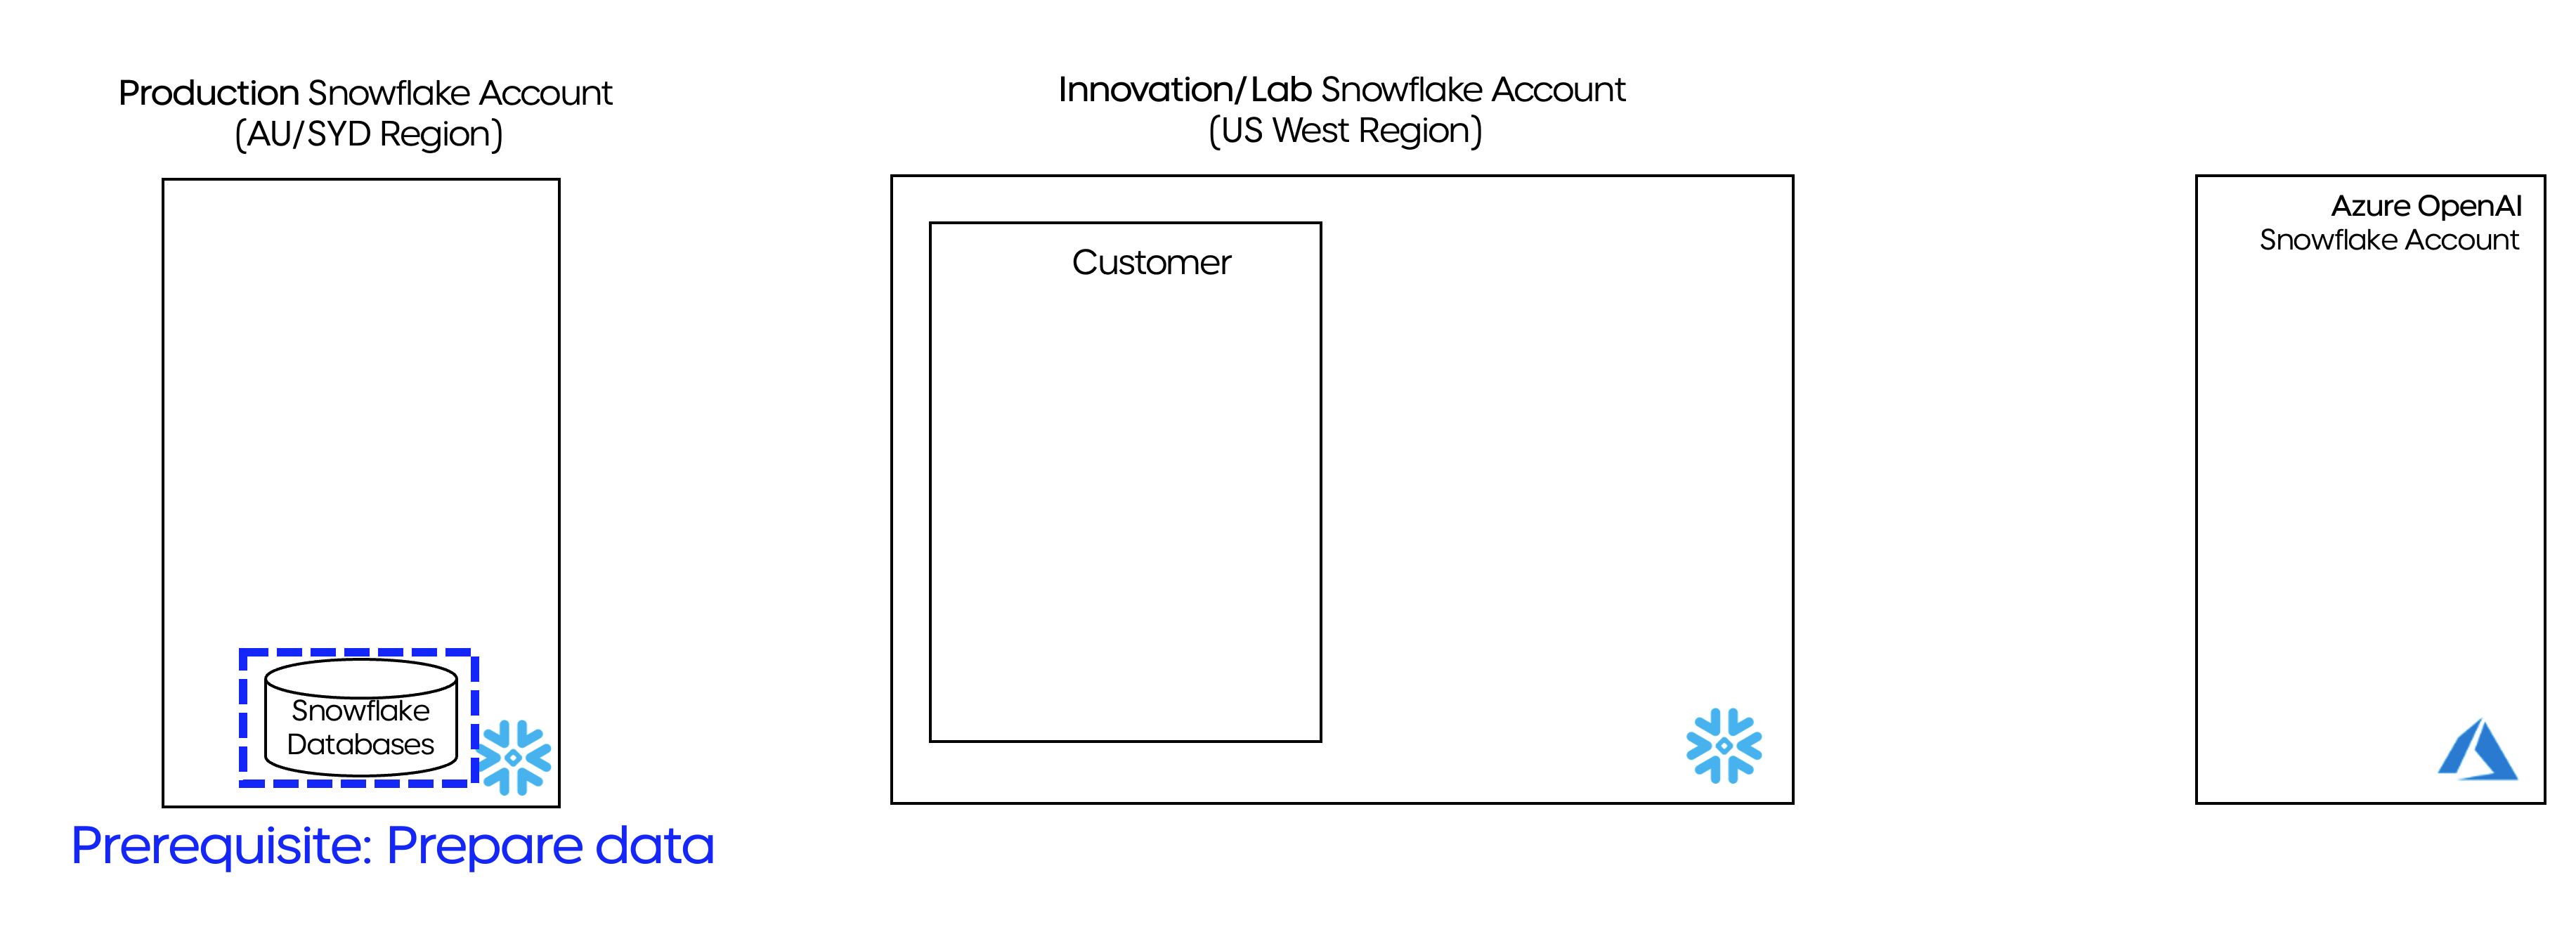 Production Snowflake Account
(AU/SYD Region)
Innovation/Lab Snowflake Account
(US West Region)
Azure OpenAI
Snowflake Account
Customer
Snowflake
Databases
Prerequisite: Prepare data